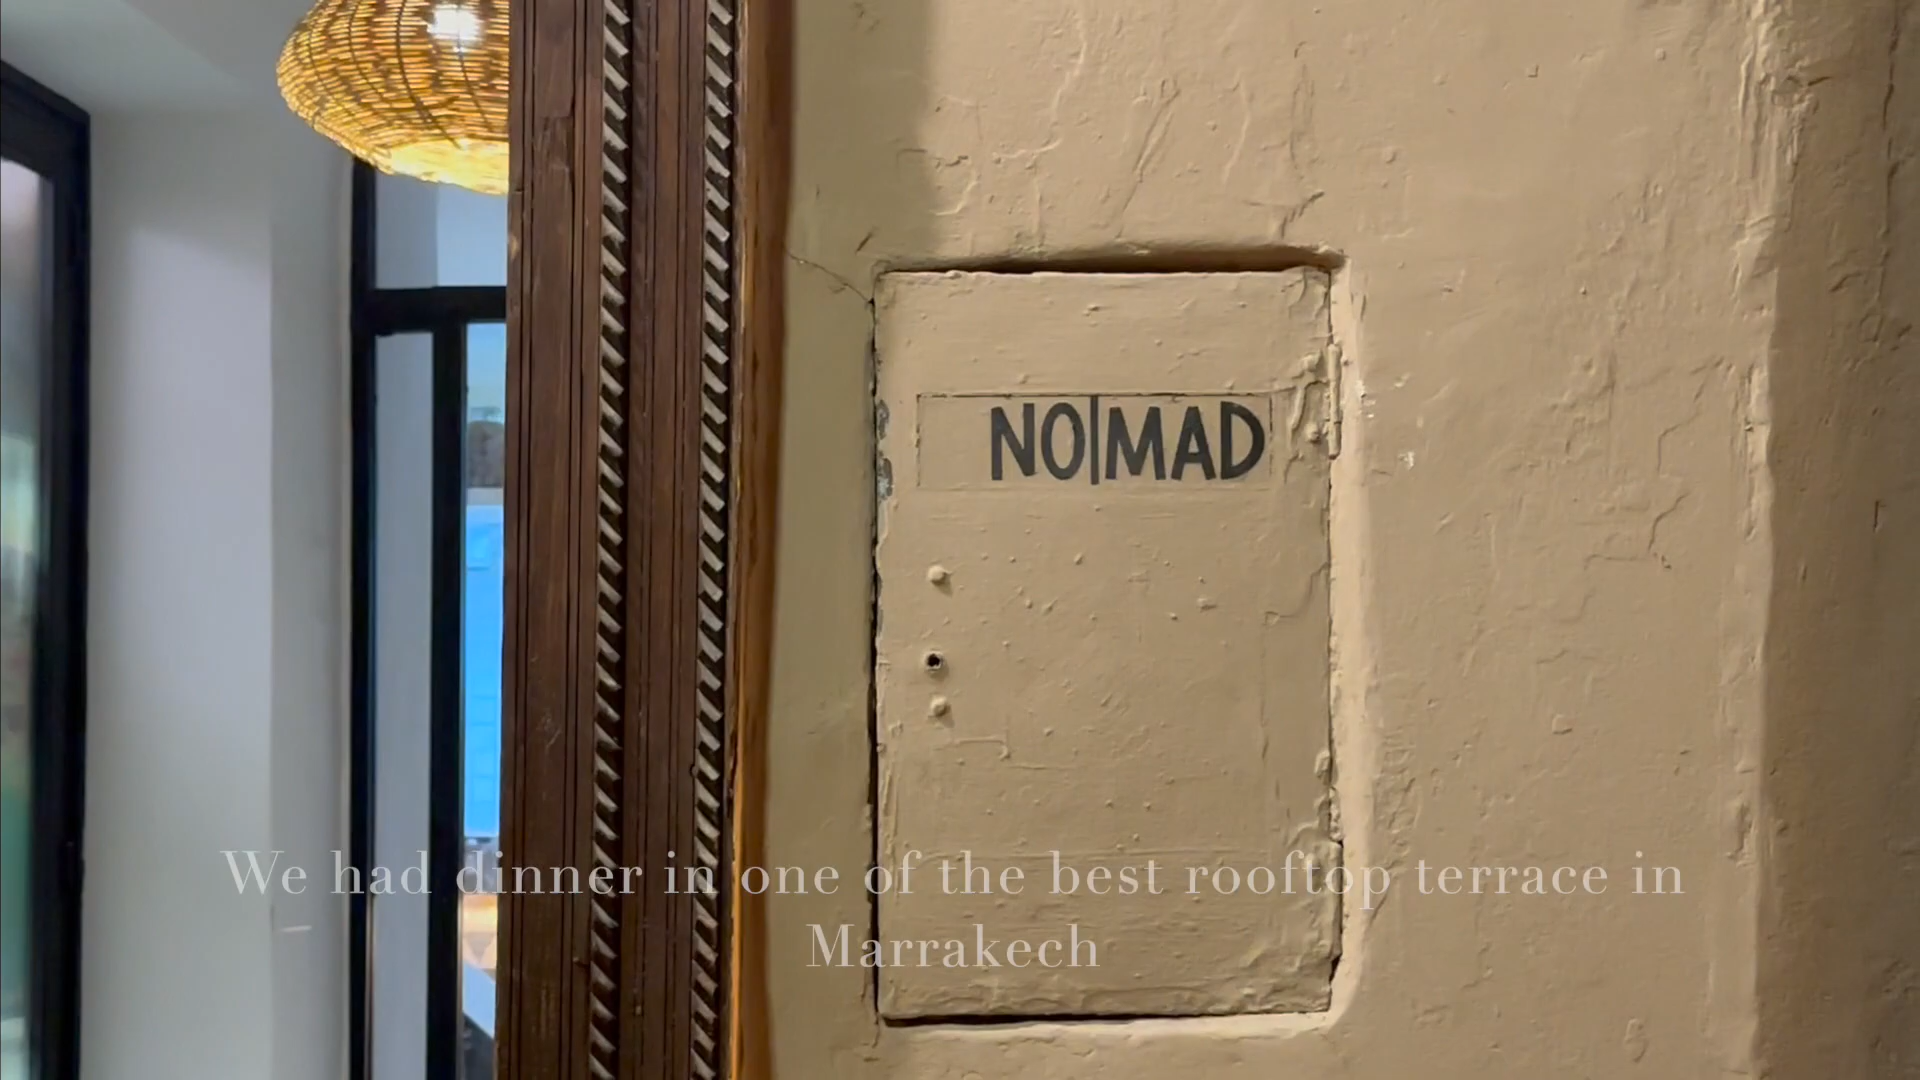 NO|MAD
We had dinner in one of the best rooftop terrace in
Marrakech